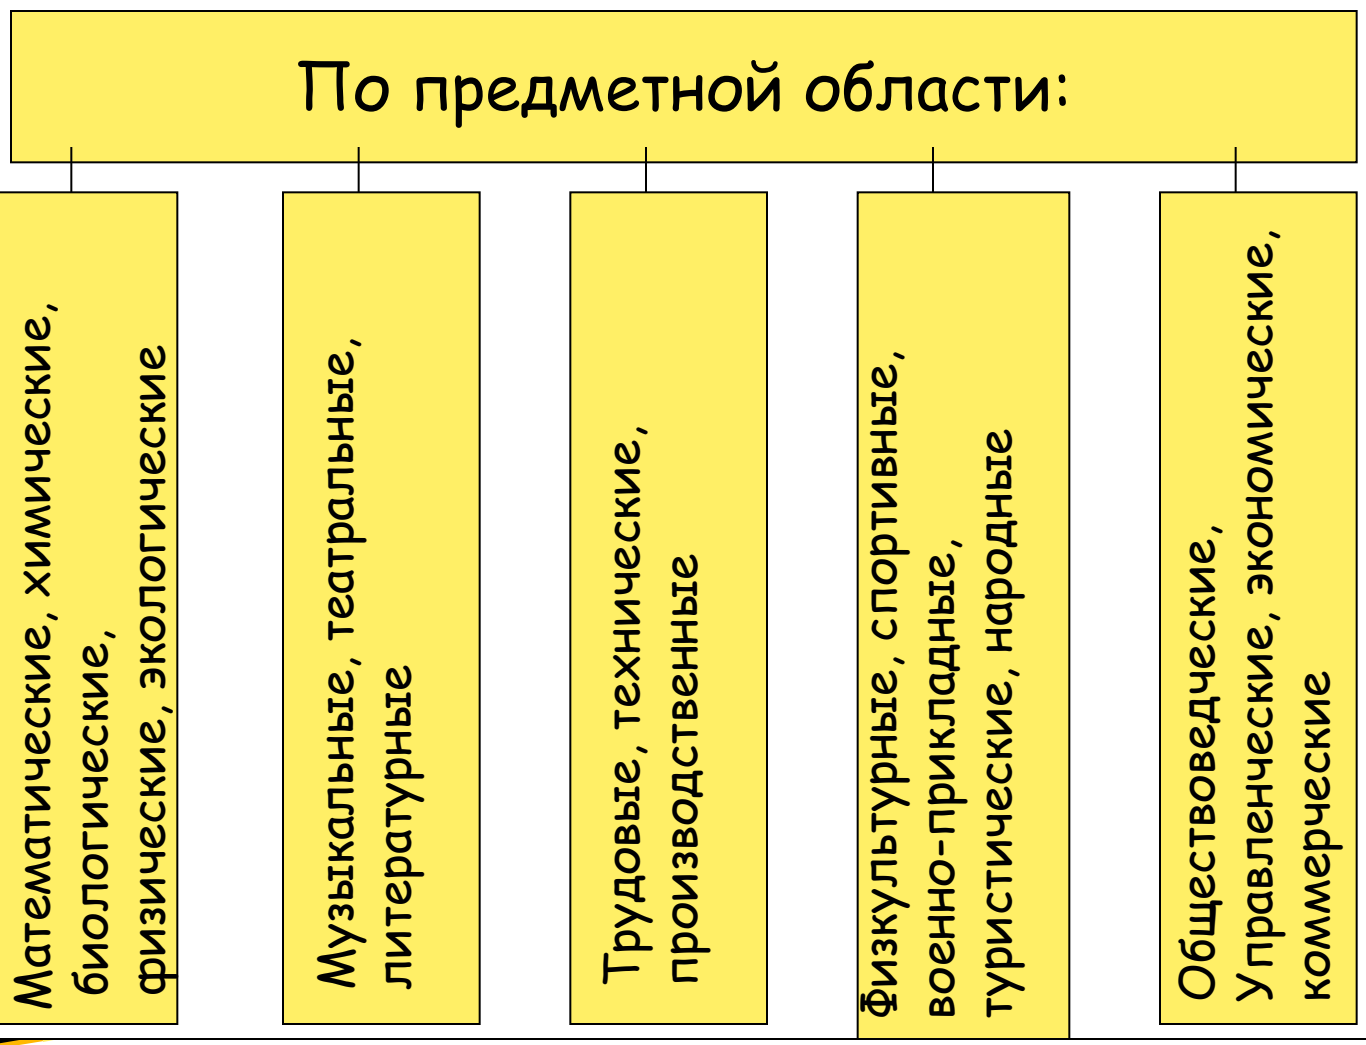 По предметной области:
Математические, химические,
биологические,
физические, экологические
Музыкальные, театральные,
литературные
Трудовые, технические,
производственные
Физкультурные, спортивные,
военно-прикладные,
туристические, народные
Обществоведческие,
Управленческие, экономические,
коммерческие